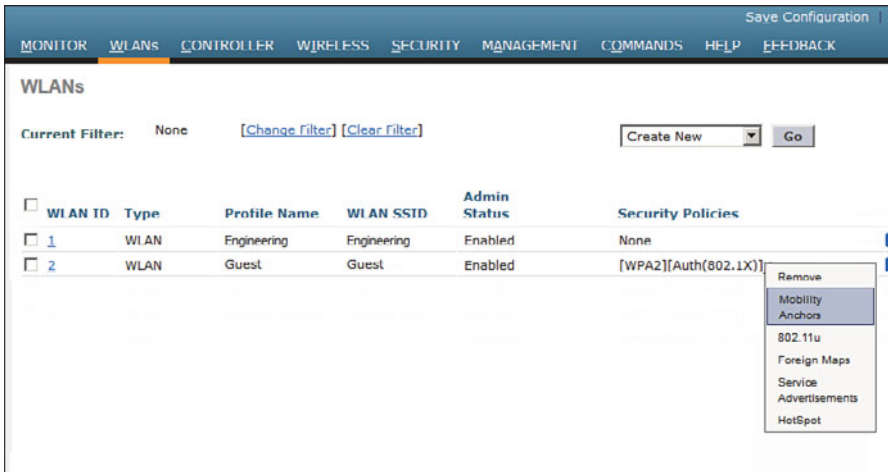 Save Configuration
MONITOR WLANs CONTROLLER WIRELESS SECURITY MANAGEMENT COMMANDS HELP FEEDBACK
WLANs
Current Filter: None [Change Filter] [Clear Filter] Create New Go
WLAN ID Type Profile Name WLAN SSID Admin Status Security Policies
1 WLAN Engineering Engineering Enabled None
2 WLAN Guest Guest Enabled [WPA2][Auth(802.1X)]
Remove
Mobility
Anchors
802.11u
Foreign Maps
Service
Advertisements
HotSpot